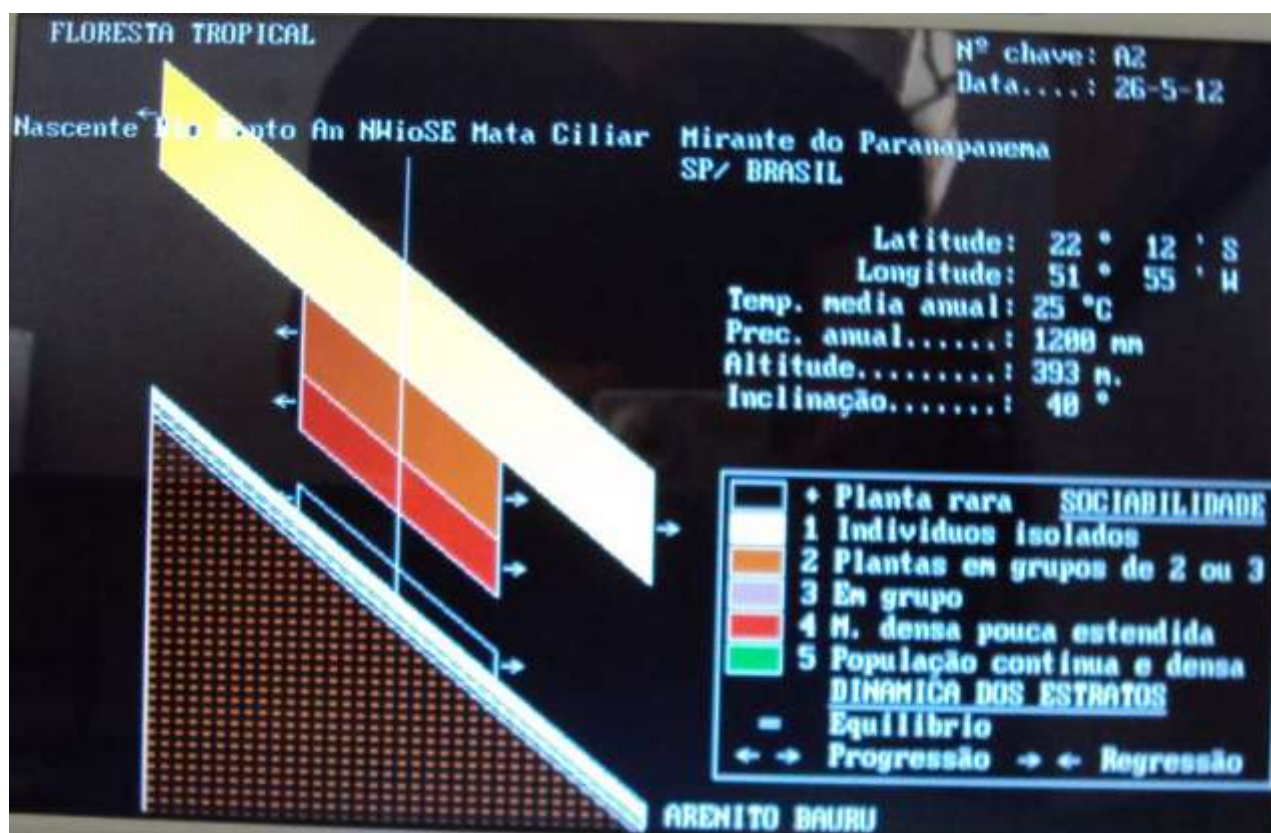 FLORESTA TROPICAL
Nº chave: A2
Data....: 26-5-12
Nascente An NWioSE Mata Ciliar
Mirante do Paranapanema
SP/ BRASIL
Latitude: 22 ° 12 ' S
Longitude: 51 ° 55 ' W
Temp. media anual: 25 °C
Prec. anual......: 1200 mm
Altitude.........: 393 m.
Inclinação.......: 40 °
+ Planta rara SOCIABILIDADE
1 Individuos isolados
2 Plantas em grupos de 2 ou 3
3 Em grupo
4 M. densa pouca estendida
5 População continua e densa
DINAMICA DOS ESTRATOS
= Equilibrio
← → Progressão → ← Regressão
ARENITO BAURU